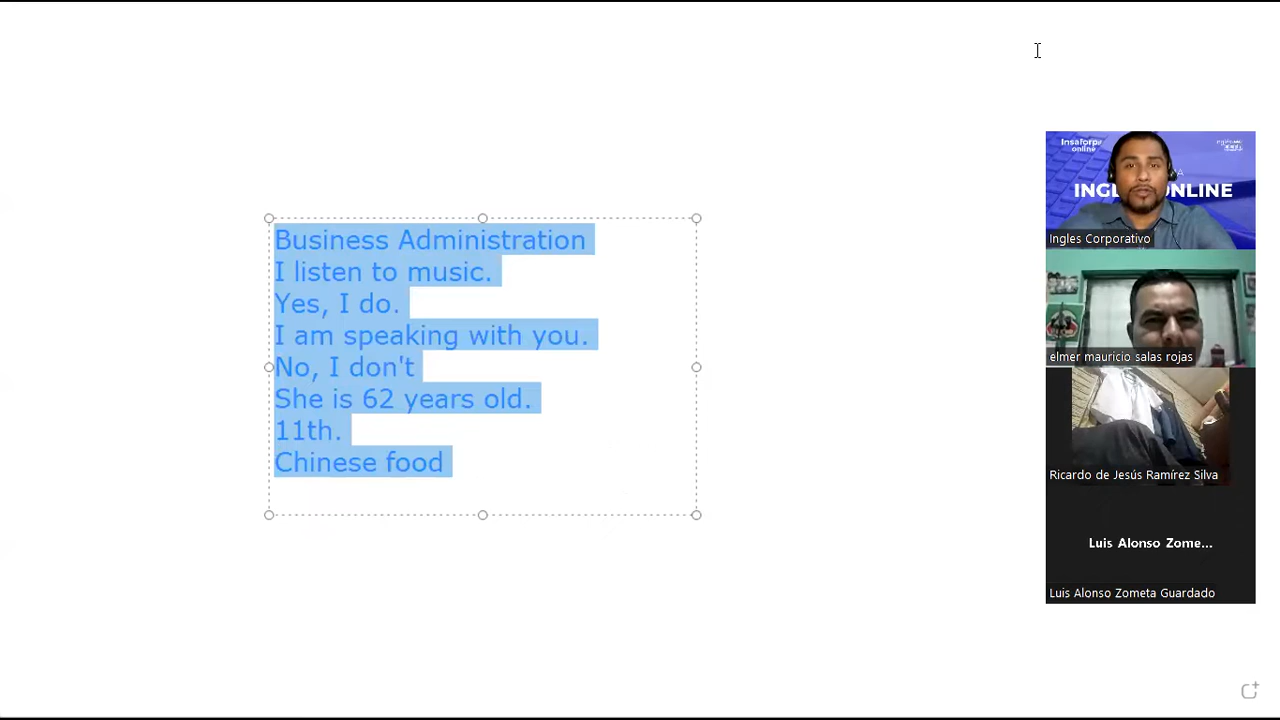 Business Administration
I listen to music.
Yes, I do.
I am speaking with you.
No, I don't
She is 62 years old.
11th.
Chinese food
Insaforp
online
INGL
NLINE
Ingles Corporativo
elmer mauricio salas rojas
Ricardo de Jesús Ramírez Silva
Luis Alonso Zome...
Luis Alonso Zometa Guardado